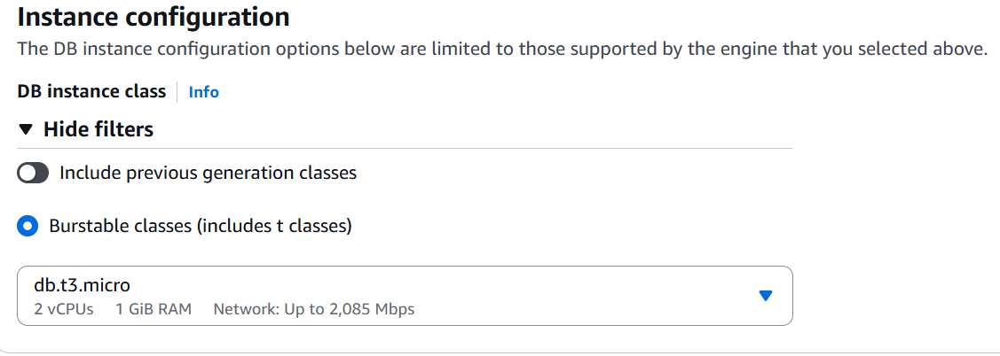 Instance configuration
The DB instance configuration options below are limited to those supported by the engine that you selected above.
DB instance class Info
Hide filters
Include previous generation classes
Burstable classes (includes t classes)
db.t3.micro
2 vCPUs 1 GiB RAM Network: Up to 2,085 Mbps